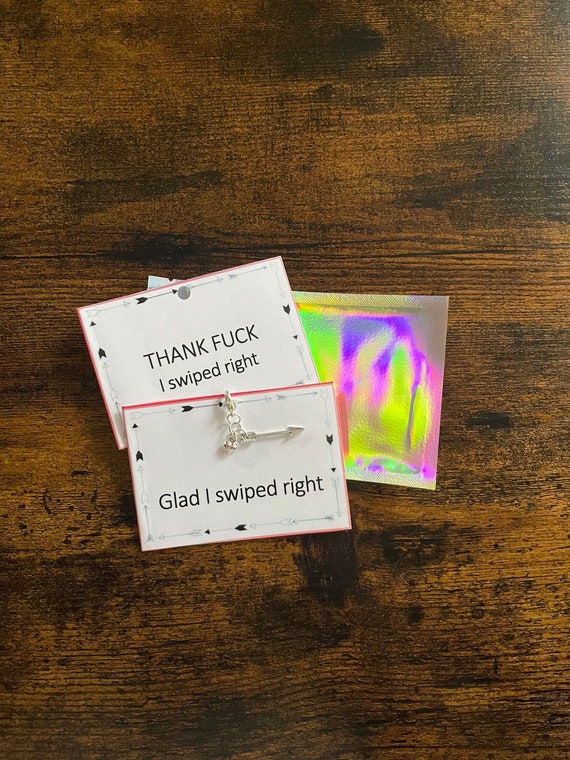 THANK FUCK
I swiped right
Glad I swiped right